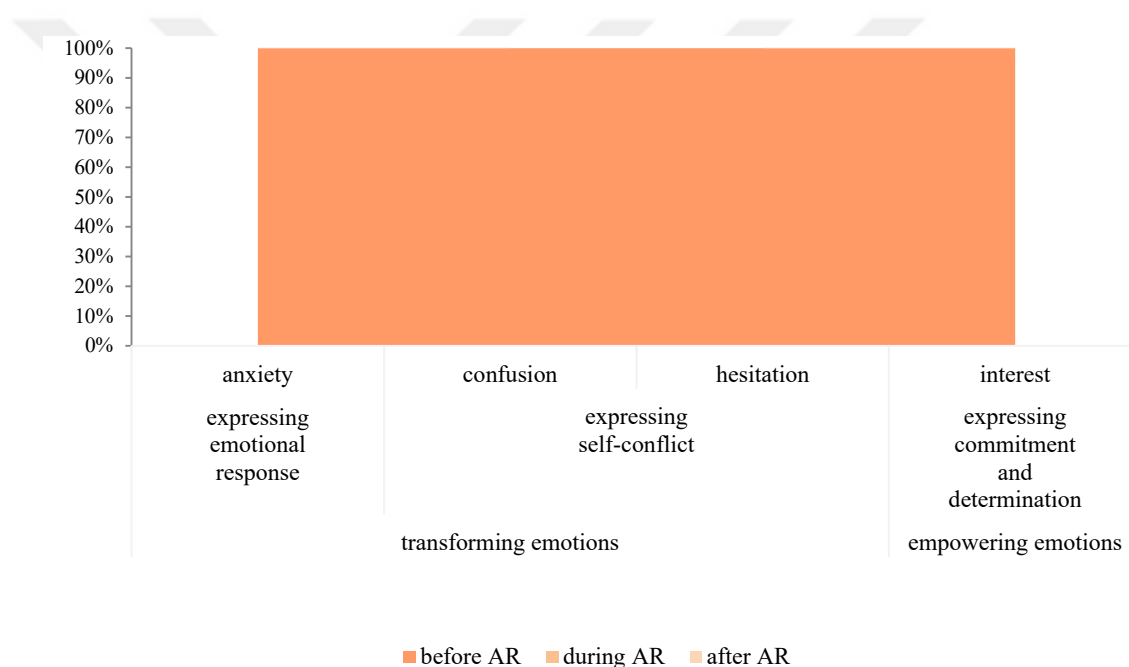 100%
90%
80%
70%
60%
50%
40%
30%
20%
10%
0%
anxiety confusion hesitation interest
expressing
emotional
response
expressing
self-conflict
expressing
commitment
and
determination
transforming emotions empowering emotions
before AR during AR after AR